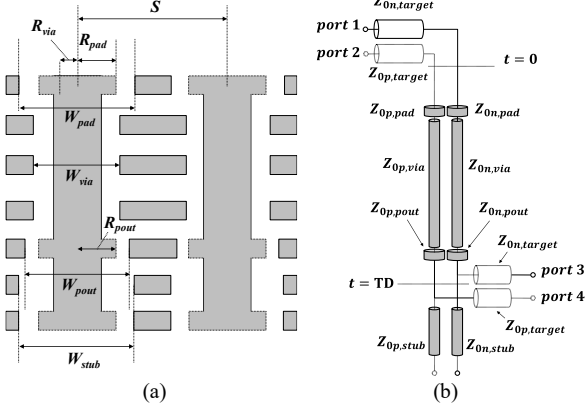 S
R_via
R_pad
W_pad
W_via
R_pout
W_pout
W_stub
(a)
Z_0n,target
port 1
port 2
Z_0p,target
t = 0
Z_0p,pad
Z_0n,pad
Z_0p,via
Z_0n,via
Z_0p,pout
Z_0n,pout
Z_0n,target
port 3
t = TD
port 4
Z_0p,target
Z_0p,stub
Z_0n,stub
(b)